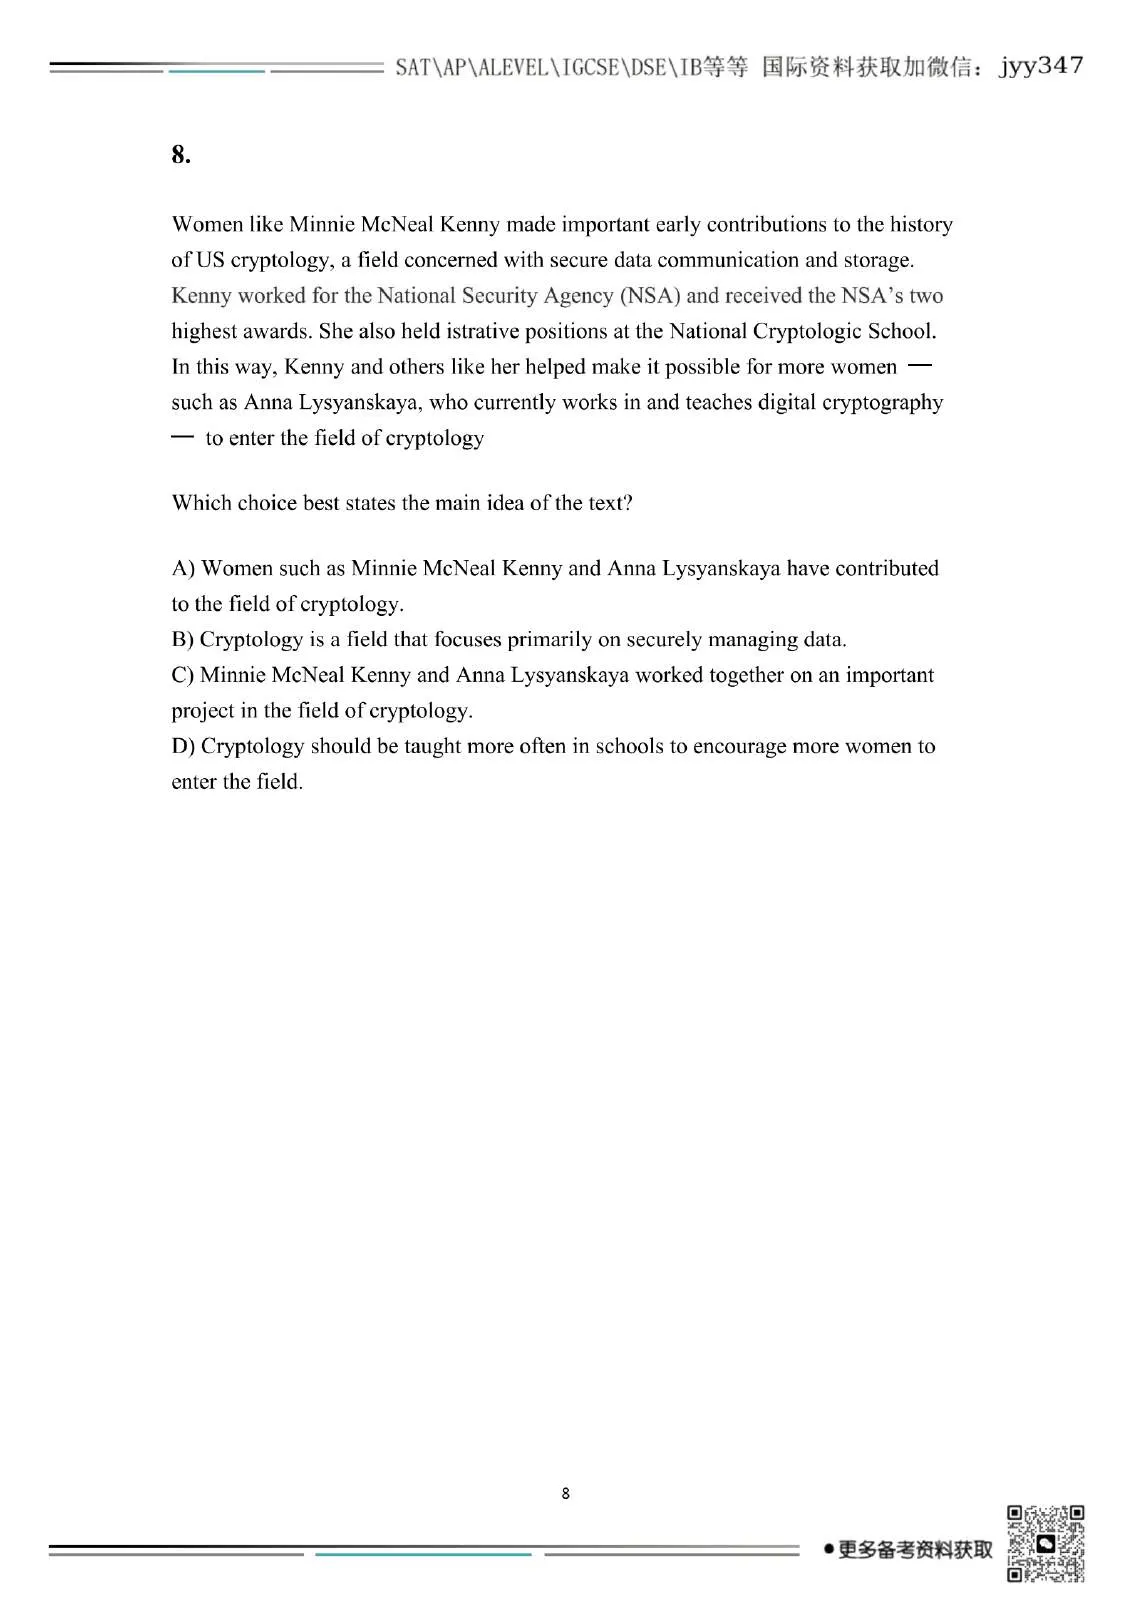 SAT\AP\ALEVEL\IGCSE\DSE\IB等等 国际资料获取加微信：jyy347
8.
Women like Minnie McNeal Kenny made important early contributions to the history
of US cryptology, a field concerned with secure data communication and storage.
Kenny worked for the National Security Agency (NSA) and received the NSA’s two
highest awards. She also held istrative positions at the National Cryptologic School.
In this way, Kenny and others like her helped make it possible for more women —
such as Anna Lysyanskaya, who currently works in and teaches digital cryptography
— to enter the field of cryptology
Which choice best states the main idea of the text?
A) Women such as Minnie McNeal Kenny and Anna Lysyanskaya have contributed
to the field of cryptology.
B) Cryptology is a field that focuses primarily on securely managing data.
C) Minnie McNeal Kenny and Anna Lysyanskaya worked together on an important
project in the field of cryptology.
D) Cryptology should be taught more often in schools to encourage more women to
enter the field.
8
●更多备考资料获取